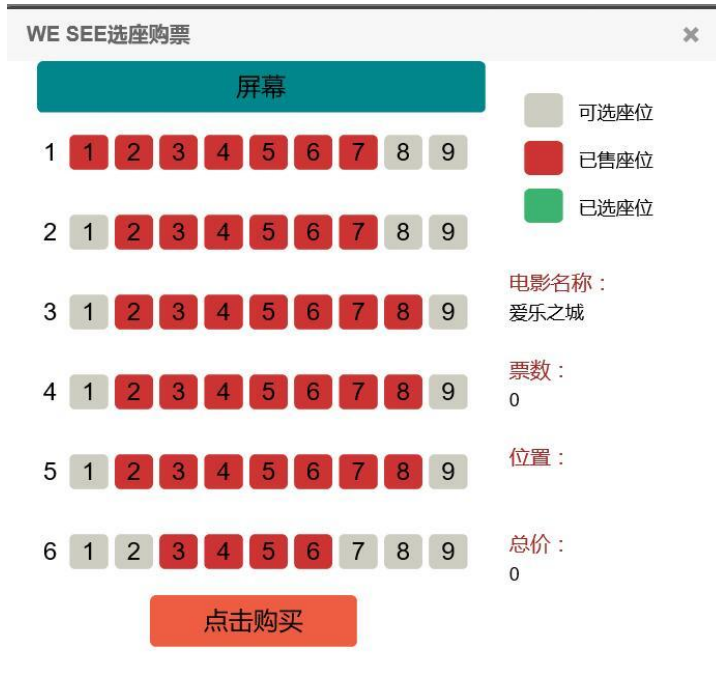 WE SEE选座购票 ×
屏幕
可选座位
1 1 2 3 4 5 6 7 8 9
已售座位
已选座位
2 1 2 3 4 5 6 7 8 9
电影名称：
3 1 2 3 4 5 6 7 8 9
爱乐之城
票数：
4 1 2 3 4 5 6 7 8 9
0
位置：
5 1 2 3 4 5 6 7 8 9
总价：
6 1 2 3 4 5 6 7 8 9
0
点击购买